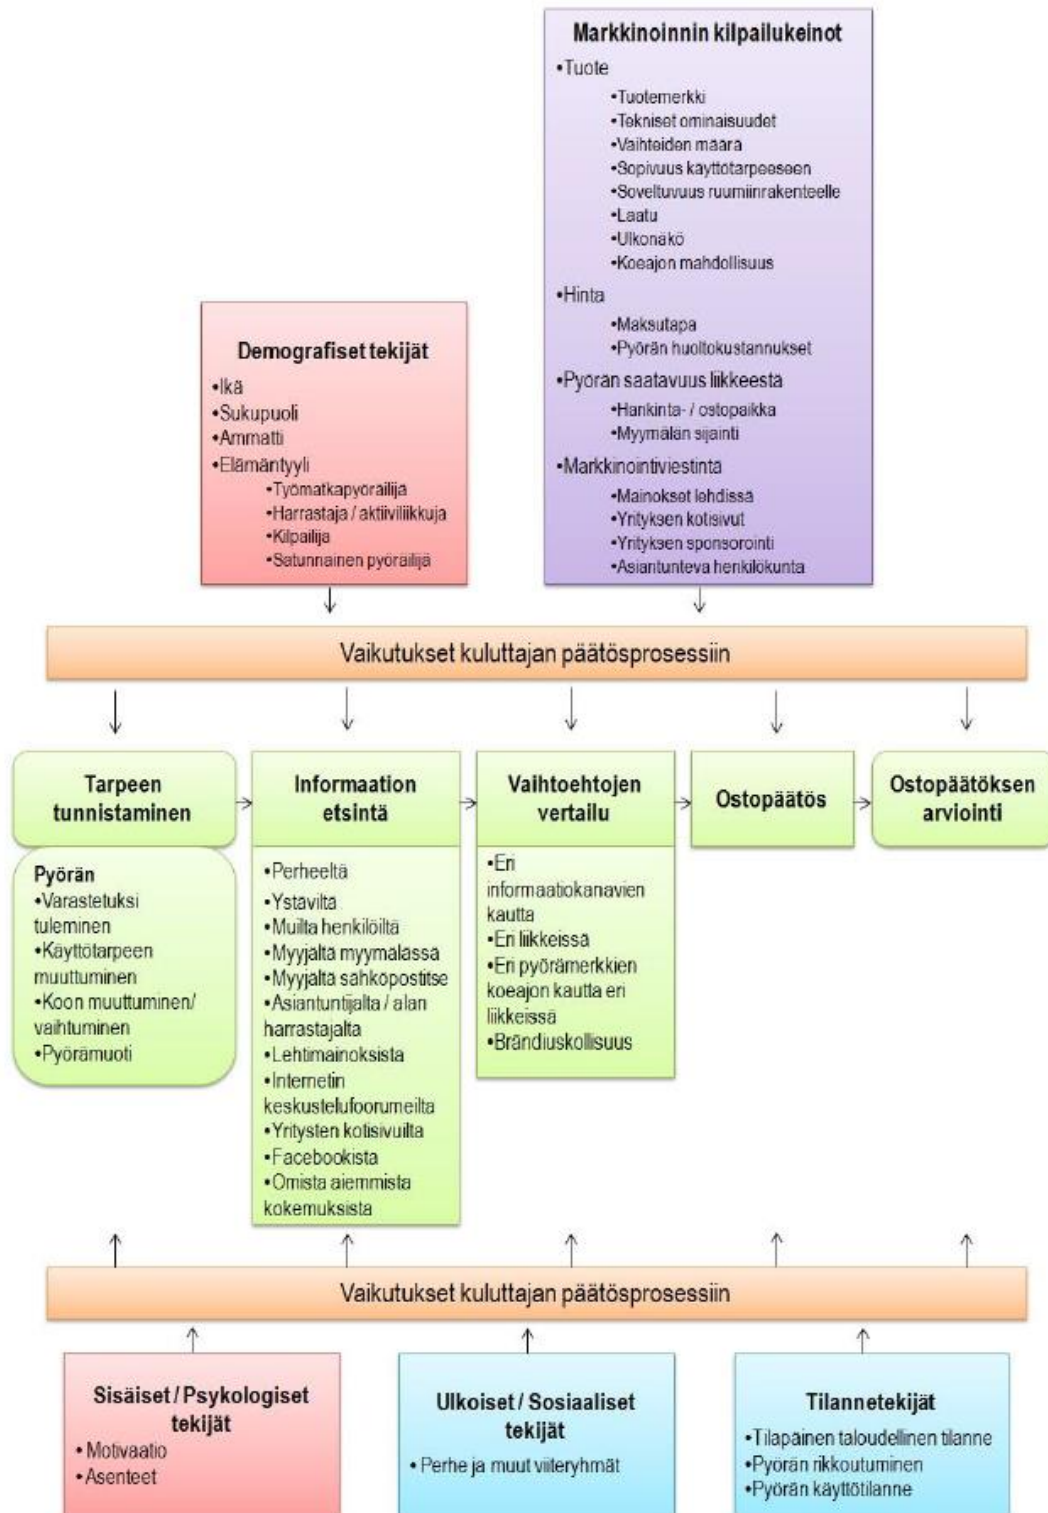 Markkinoinnin kilpailukeinot
•Tuote
•Tuotemerkki
•Tekniset ominaisuudet
•Vaihteiden määrä
•Sopivuus käyttötarpeeseen
•Soveltuvuus ruumiinrakenteelle
•Laatu
•Ulkonäkö
•Koeajon mahdollisuus
•Hinta
•Maksutapa
•Pyörän huoltokustannukset
•Pyörän saatavuus liikkeestä
•Hankinta- / ostopaikka
•Myymälän sijainti
•Markkinointiviestintä
•Mainokset lehdissä
•Yrityksen kotisivut
•Yrityksen sponsorointi
•Asiantunteva henkilökunta
Demografiset tekijät
•Ikä
•Sukupuoli
•Ammatti
•Elämäntyyli
•Työmatkapyöräilijä
•Harrastaja / aktiiviliikkuja
•Kilpailija
•Satunnainen pyöräilijä
Vaikutukset kuluttajan päätösprosessiin
Tarpeen
tunnistaminen
Pyörän
•Varastetuksi
tuleminen
•Käyttötarpeen
muuttuminen
•Koon muuttuminen/
vaihtuminen
•Pyörämuoti
Informaation
etsintä
•Perheeltä
•Ystäviltä
•Muilta henkilöiltä
•Myyjältä myymälässä
•Myyjältä sähköpostitse
•Asiantuntijalta / alan
harrastajalta
•Lehtimainoksista
•Internetin
keskustelufoorumeilta
•Yritysten kotisivuilta
•Facebookista
•Omista aiemmista
kokemuksista
Vaihtoehtojen
vertailu
•Eri
informaatiokanavien
kautta
•Eri liikkeissä
•Eri pyörämerkkien
koeajon kautta eri
liikkeissä
•Brändiuskollisuus
Ostopäätös
Ostopäätöksen
arviointi
Vaikutukset kuluttajan päätösprosessiin
Sisäiset / Psykologiset
tekijät
• Motivaatio
• Asenteet
Ulkoiset / Sosiaaliset
tekijät
• Perhe ja muut viiteryhmät
Tilannetekijät
•Tilapäinen taloudellinen tilanne
•Pyörän rikkoutuminen
•Pyörän käyttötilanne